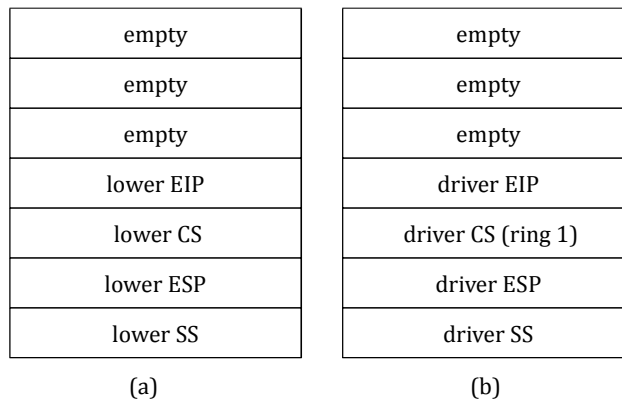 empty
empty
empty
lower EIP
lower CS
lower ESP
lower SS
(a)
empty
empty
empty
driver EIP
driver CS (ring 1)
driver ESP
driver SS
(b)